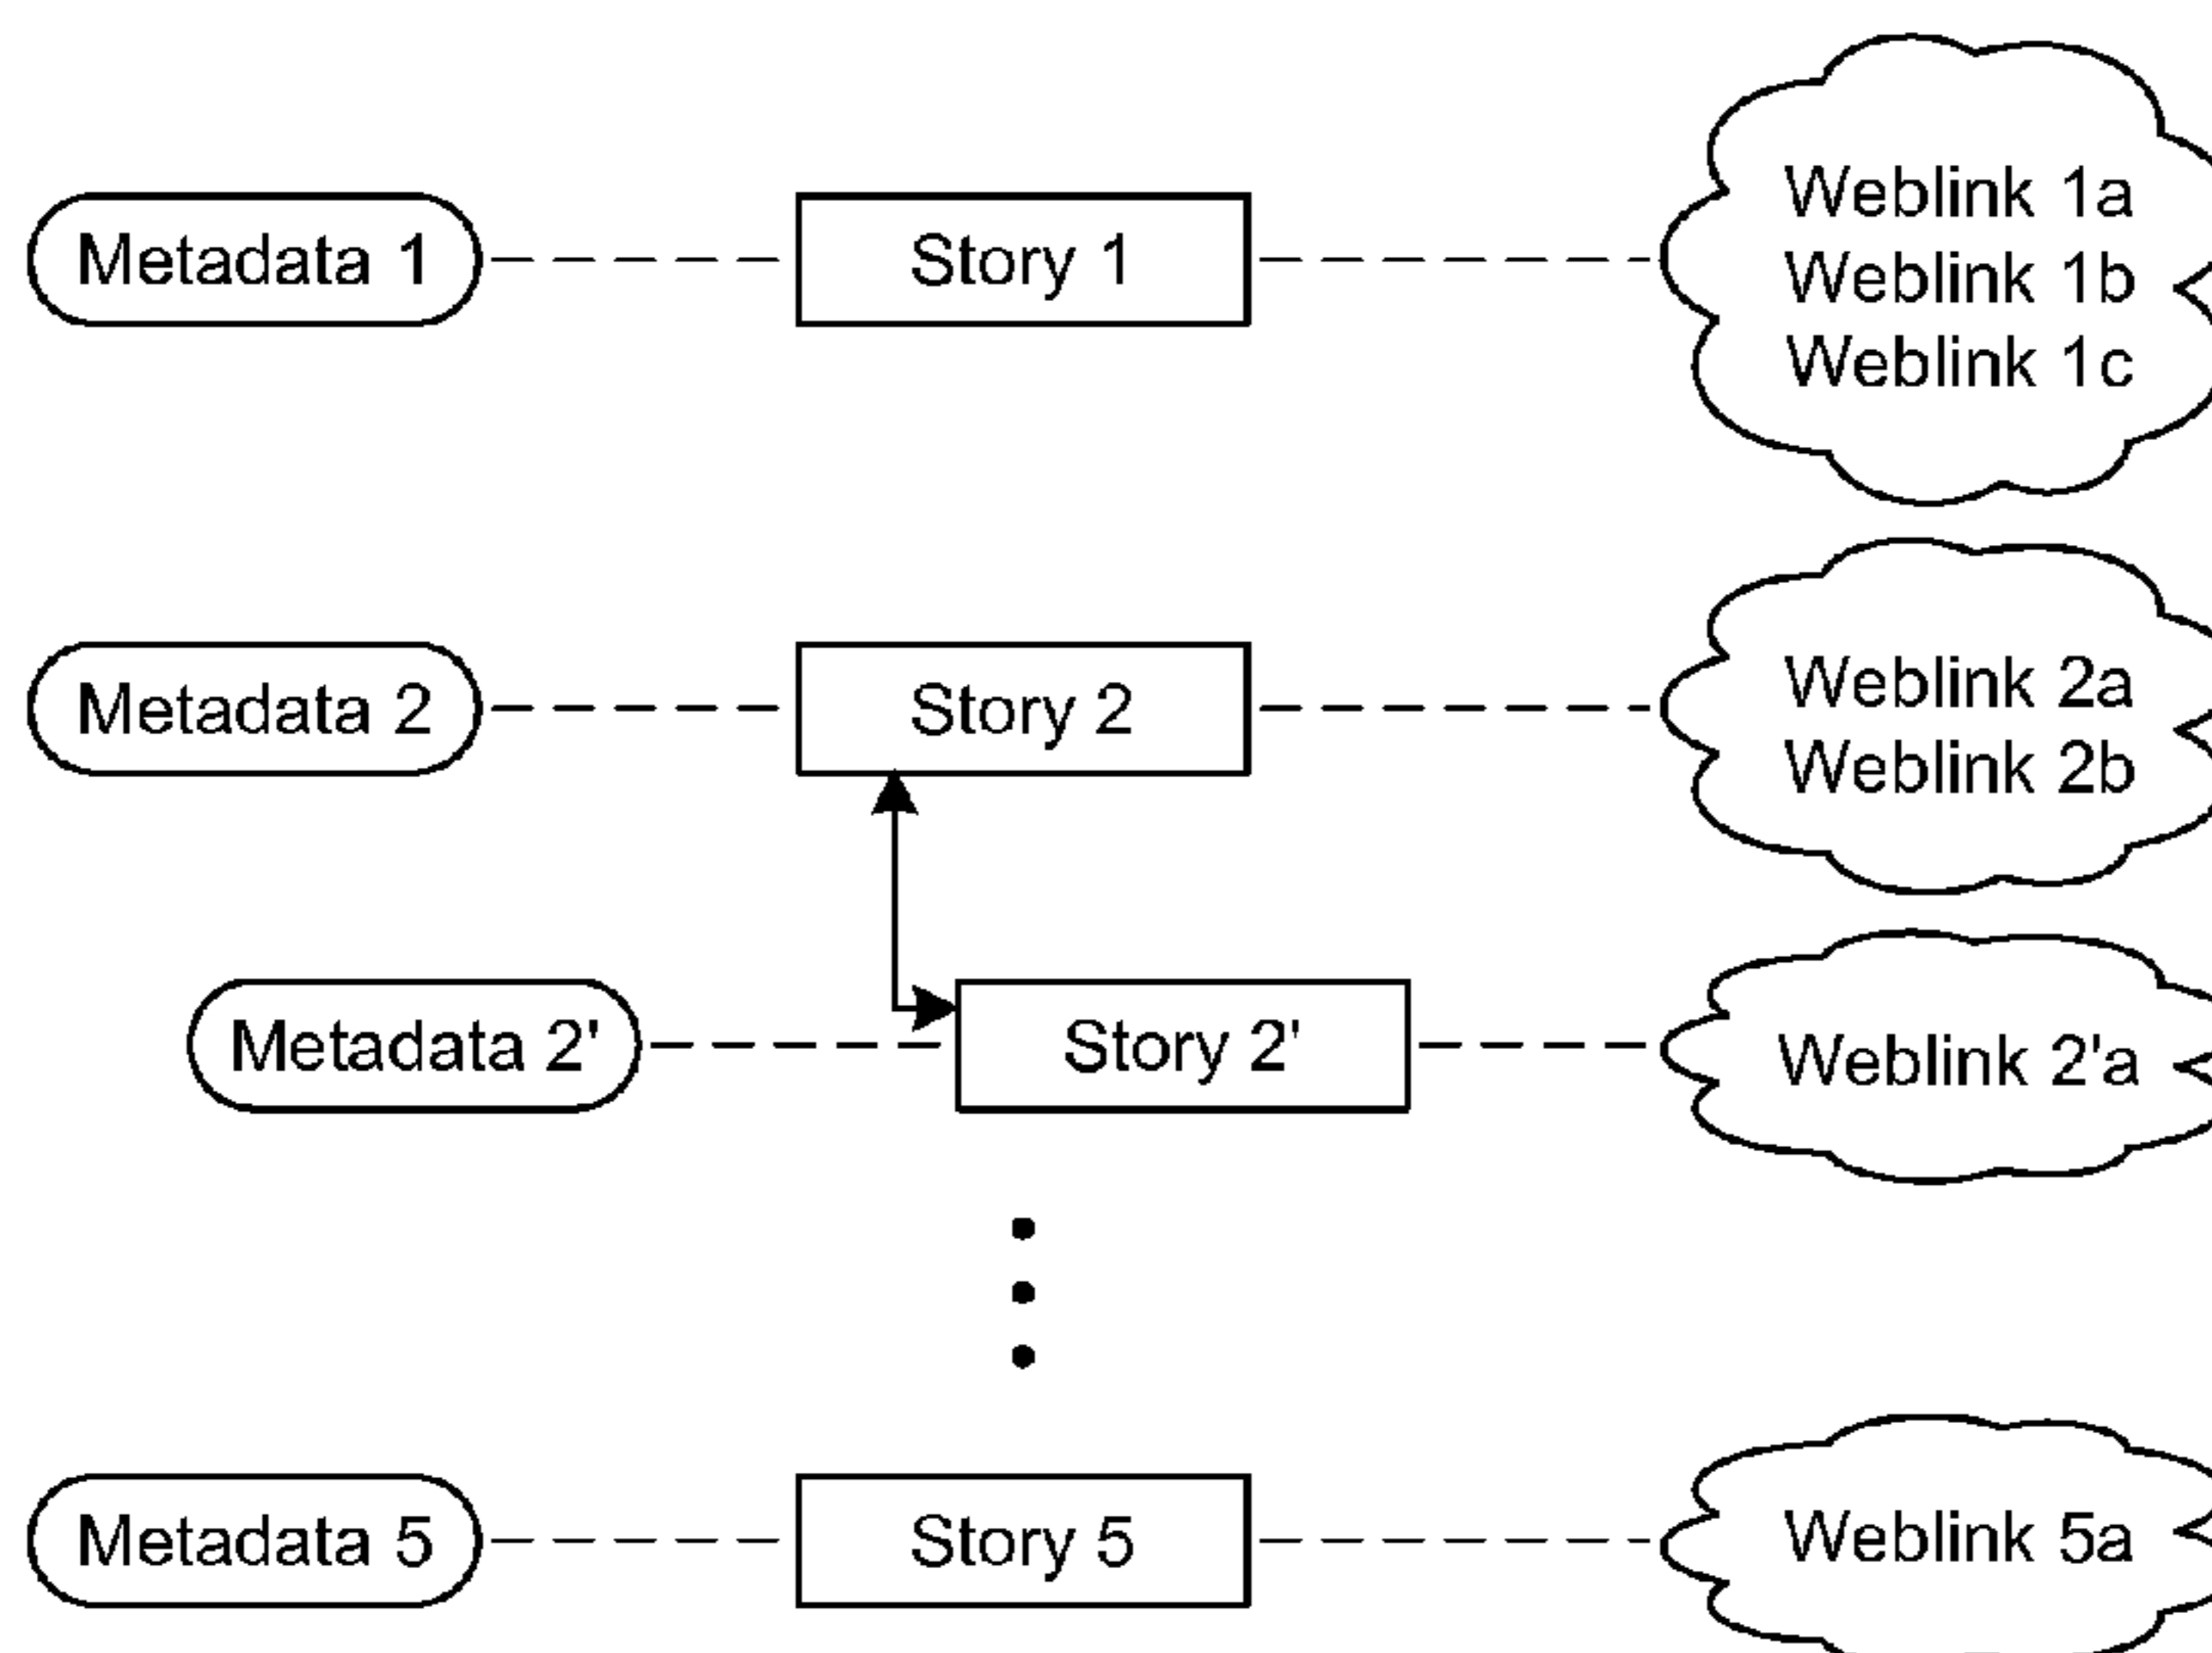 Metadata 1
Story 1
Weblink 1a
Weblink 1b
Weblink 1c
Metadata 2
Story 2
Weblink 2a
Weblink 2b
Metadata 2'
Story 2'
Weblink 2'a
Metadata 5
Story 5
Weblink 5a